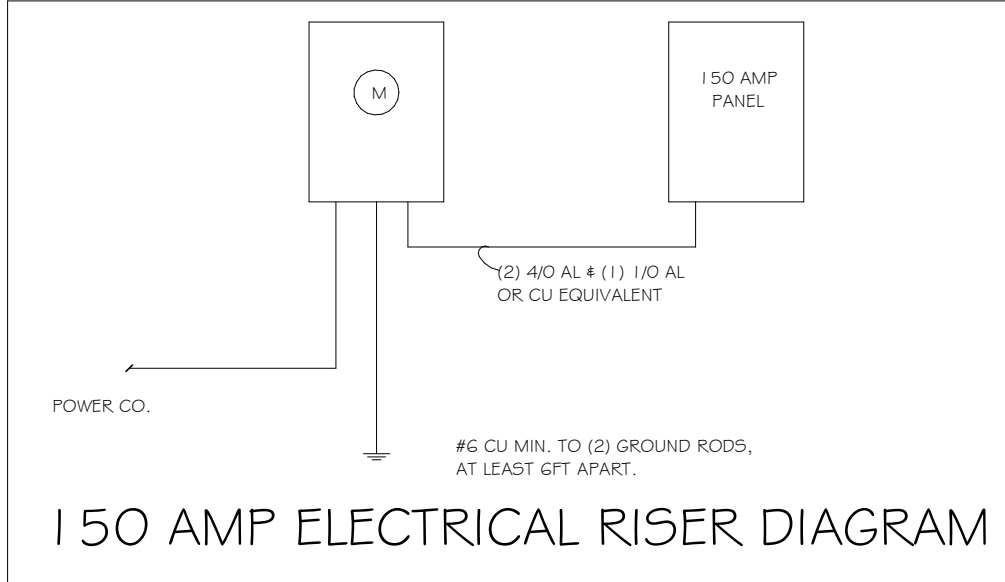 M
150 AMP
PANEL
(2) 4/0 AL & (1) 1/0 AL
OR CU EQUIVALENT
POWER CO.
#6 CU MIN. TO (2) GROUND RODS,
AT LEAST 6FT APART.
150 AMP ELECTRICAL RISER DIAGRAM